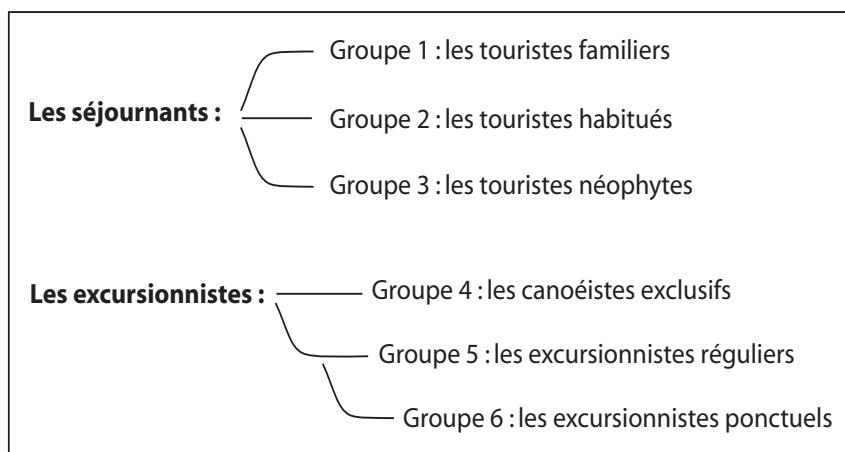 Groupe 1 : les touristes familiers
Les séjournants :
Groupe 2 : les touristes habitués
Groupe 3 : les touristes néophytes
Les excursionnistes :
Groupe 4 : les canoéistes exclusifs
Groupe 5 : les excursionnistes réguliers
Groupe 6 : les excursionnistes ponctuels